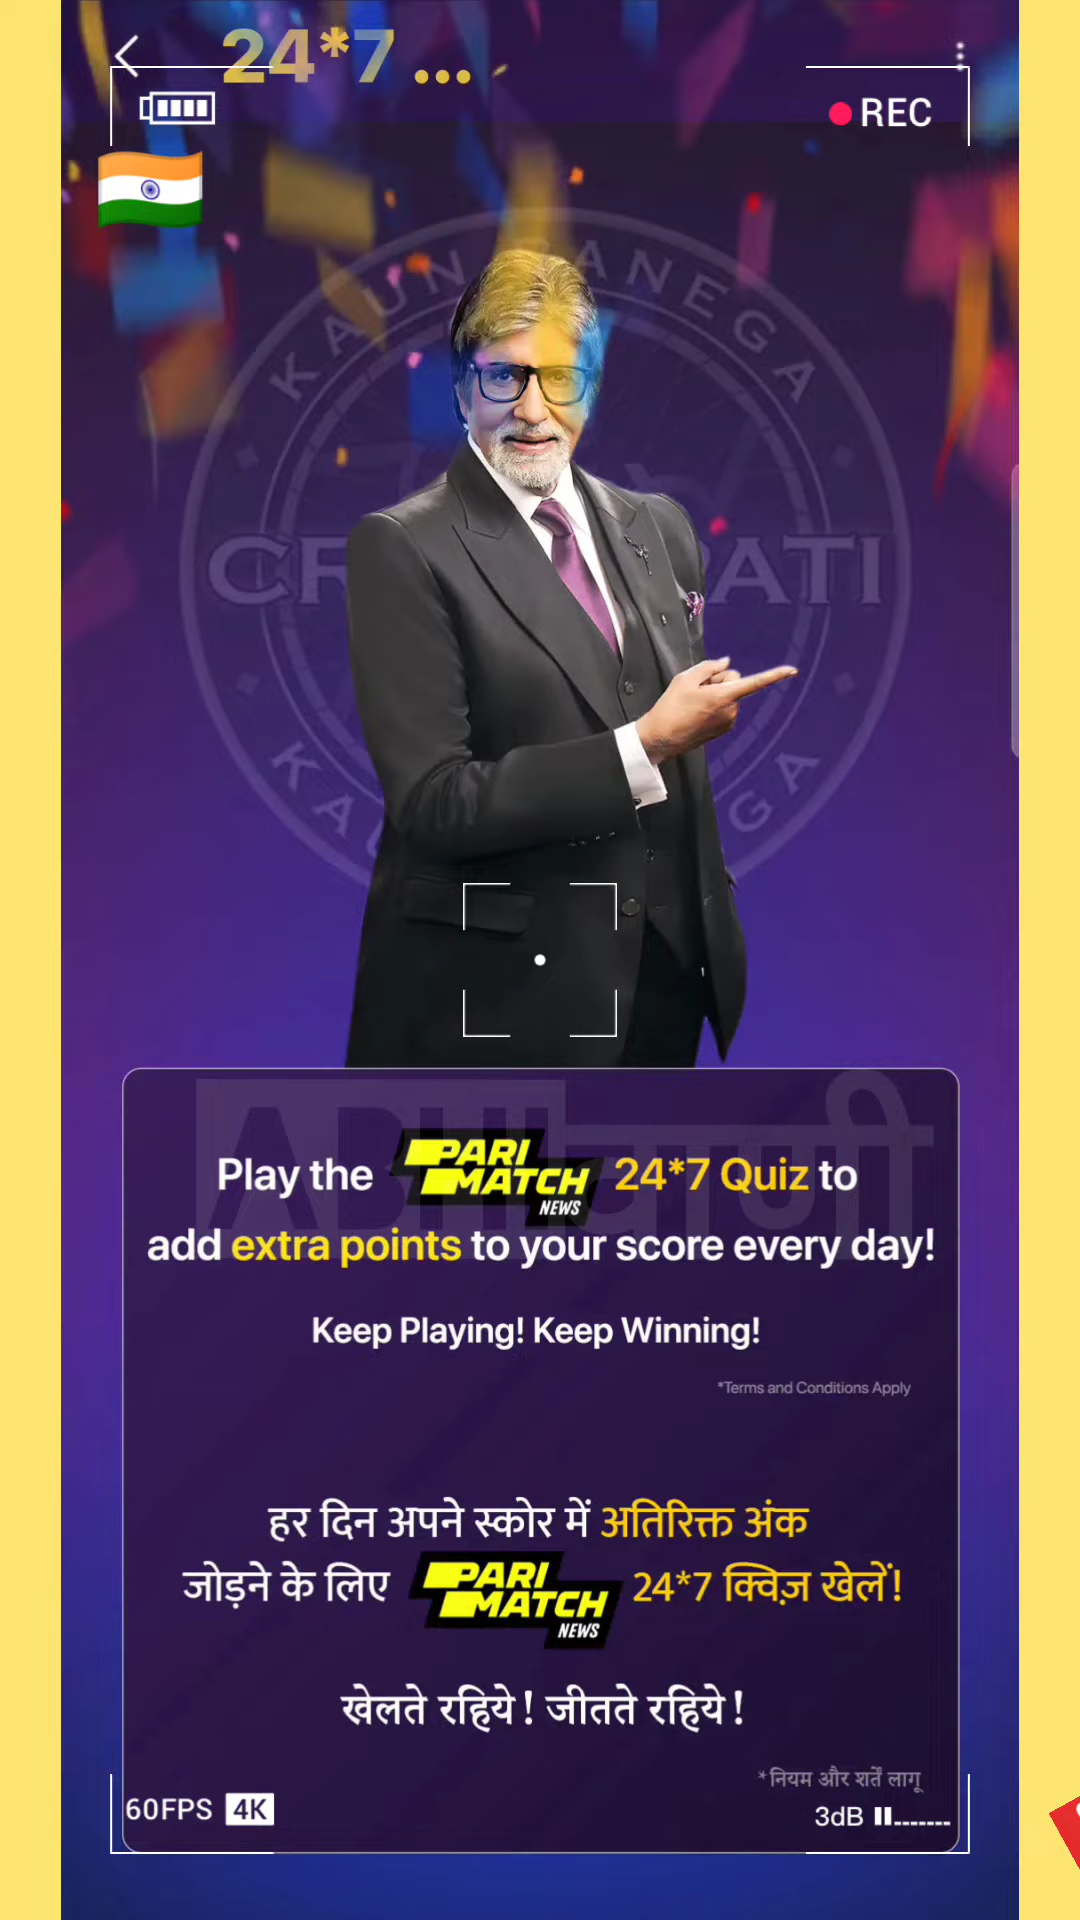 24*7 ...
REC
KAUN BANEGA
CR PATI
KAU GA
ABHIवाणी
Play the PARI MATCH NEWS 24*7 Quiz to
add extra points to your score every day!
Keep Playing! Keep Winning!
*Terms and Conditions Apply
हर दिन अपने स्कोर में अतिरिक्त अंक
जोड़ने के लिए PARI MATCH NEWS 24*7 क्विज़ खेलें!
खेलते रहिये! जीतते रहिये!
*नियम और शर्तें लागू
60FPS 4K
3dB